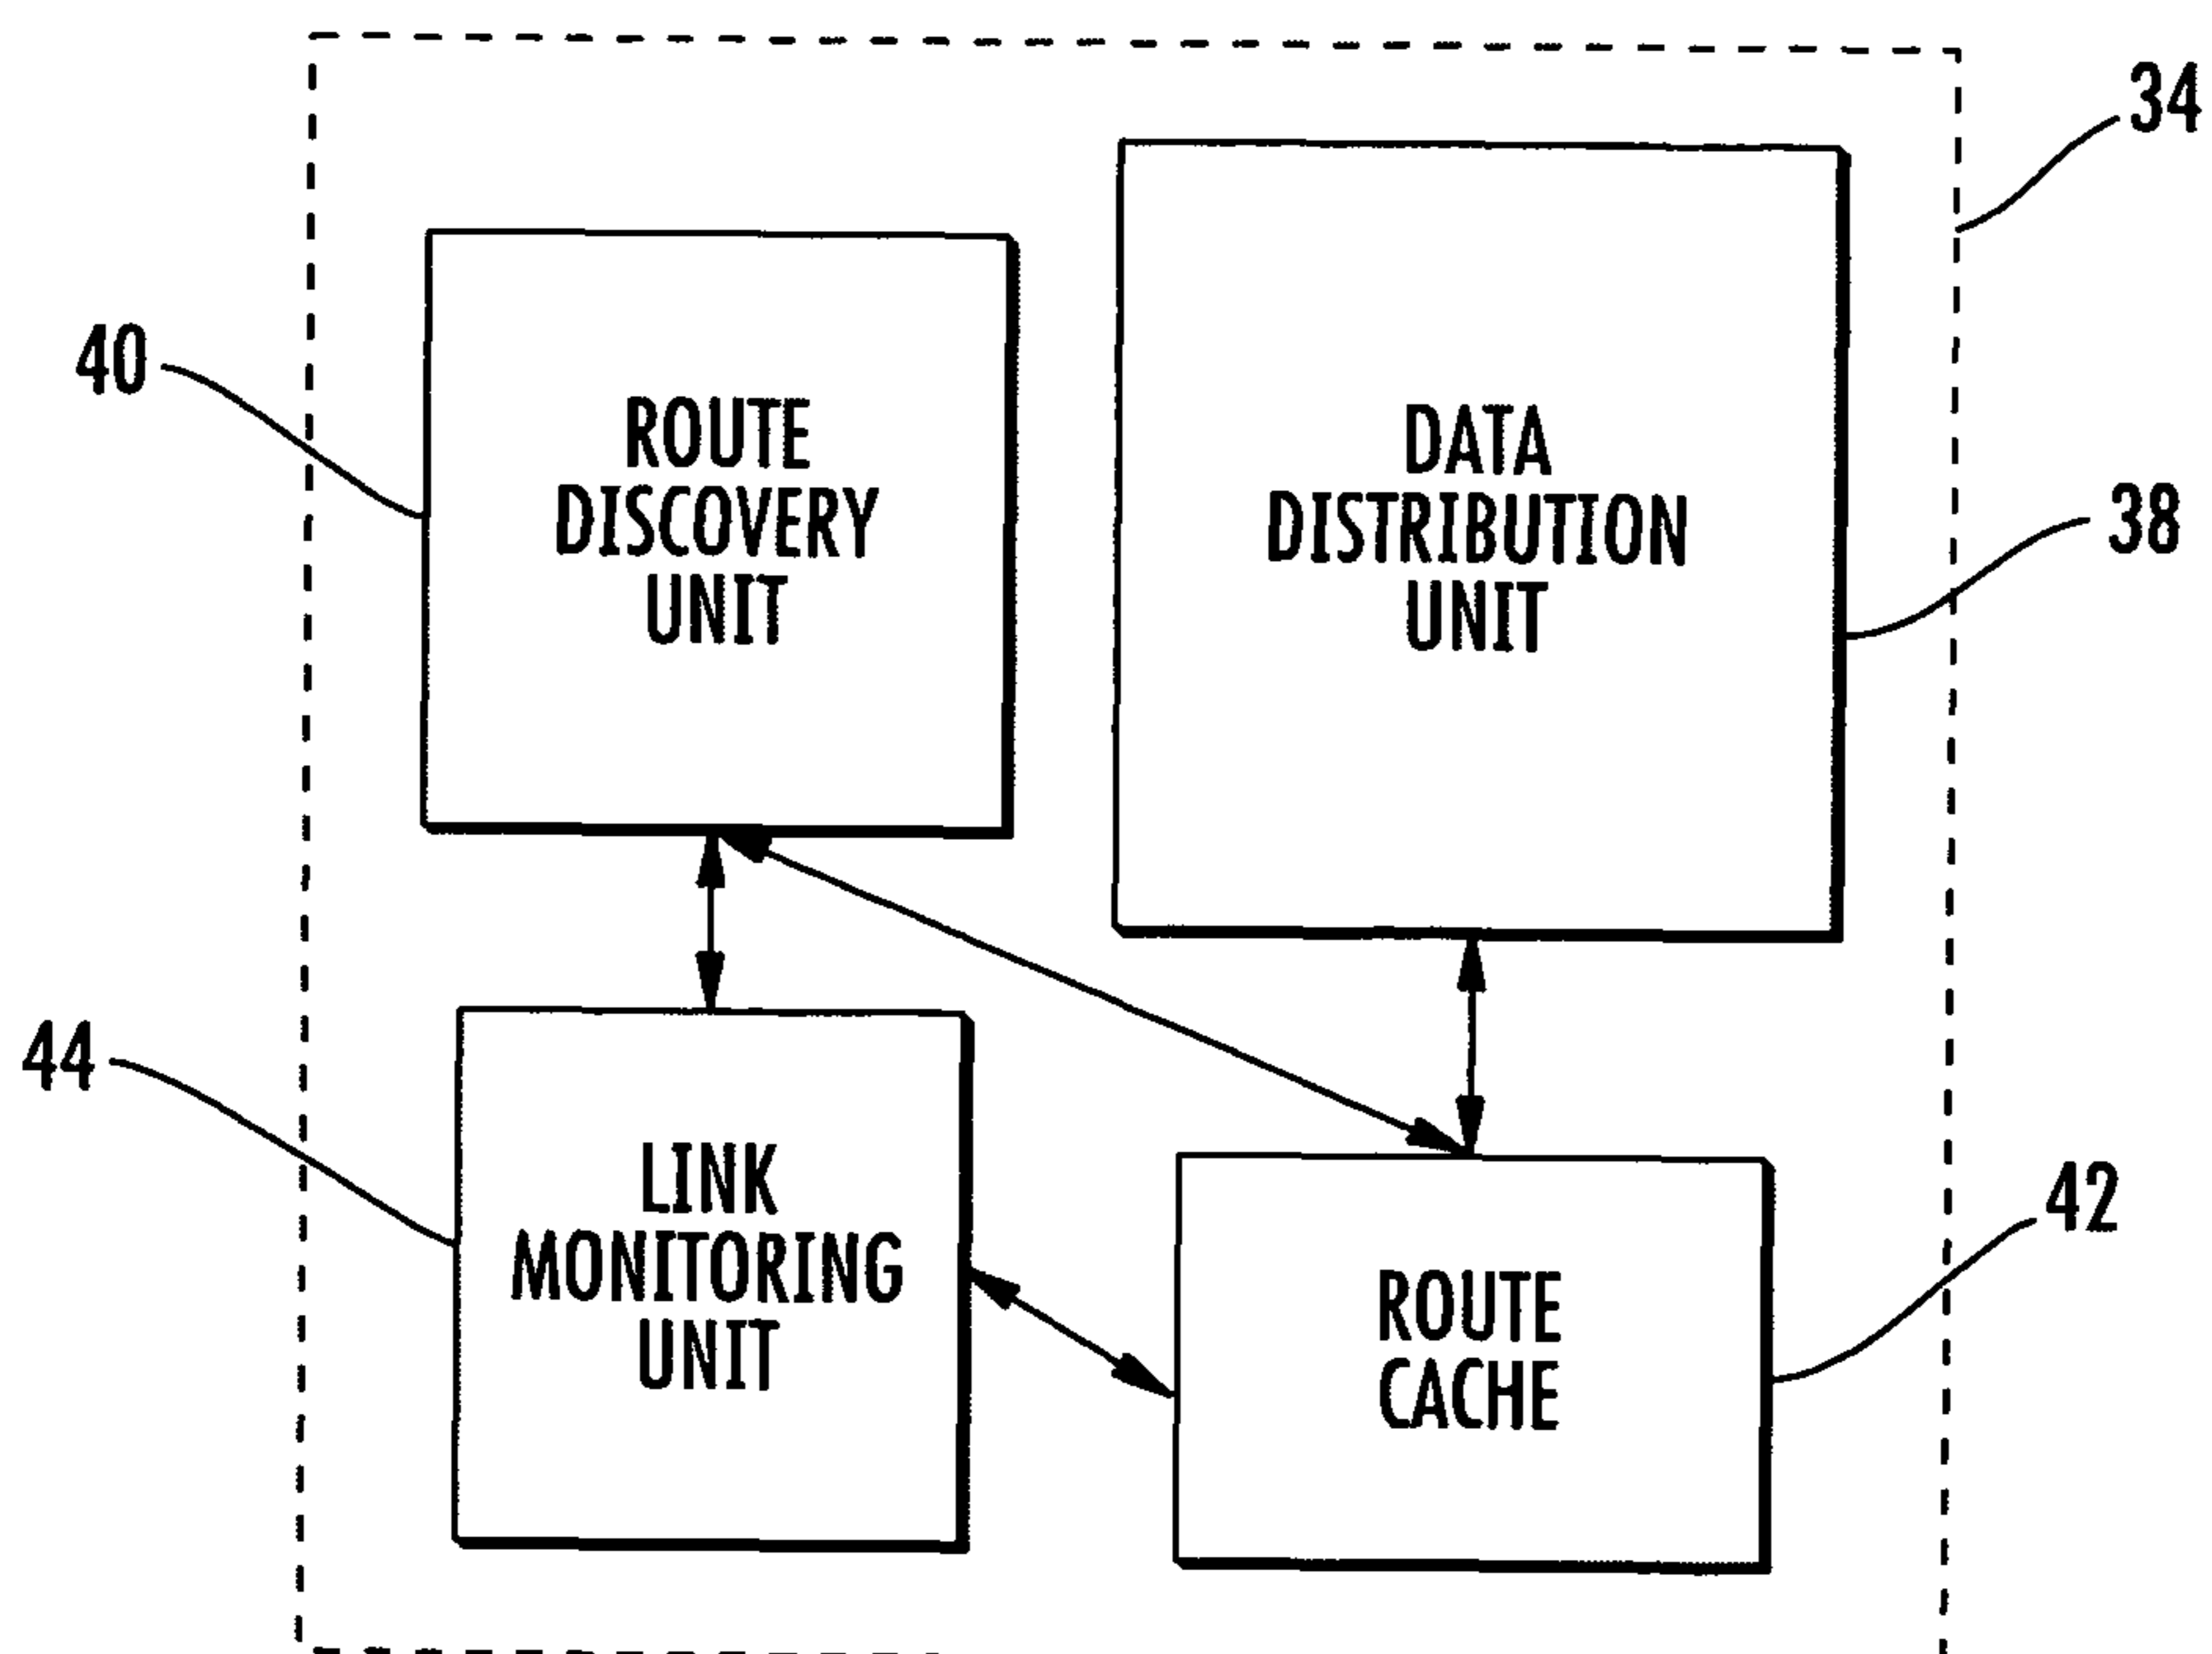 34
40
ROUTE
DISCOVERY
UNIT
DATA
DISTRIBUTION
UNIT
38
44
LINK
MONITORING
UNIT
ROUTE
CACHE
42